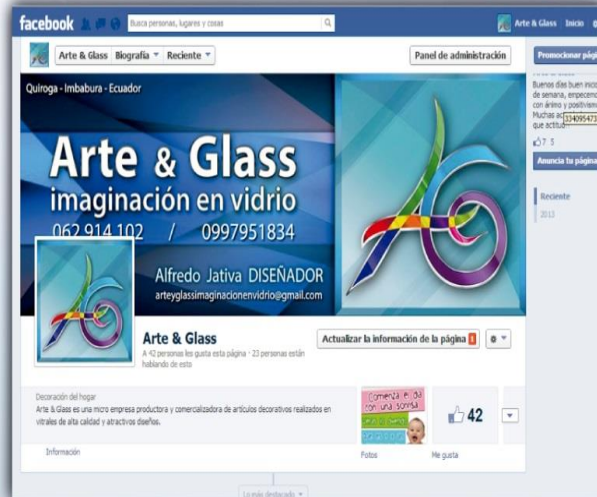 facebook
Busca personas, lugares y cosas
Arte & Glass Inicio
Arte & Glass Biografía Reciente
Panel de administración
Promocionar pági
Quiroga - Imbabura - Ecuador
Arte & Glass
imaginación en vidrio
062 914 102 / 0997951834
Alfredo Jativa DISEÑADOR
arteyglassimaginacionenvidrio@gmail.com
Buenos días buen inicio
de semana, empecemo
con ánimo y positivismo
Muchas
334095473
que actitud
7 5
Anuncia tu página
Reciente
2013
Arte & Glass
A 42 personas les gusta esta página · 23 personas están
hablando de esto
Actualizar la información de la página
Decoración del hogar
Arte & Glass es una micro empresa productora y comercializadora de artículos decorativos realizados en
vitrales de alta calidad y atractivos diseños.
Información
Comienza el día
con una sonrisa
42
Fotos
Me gusta
Lo más destacado